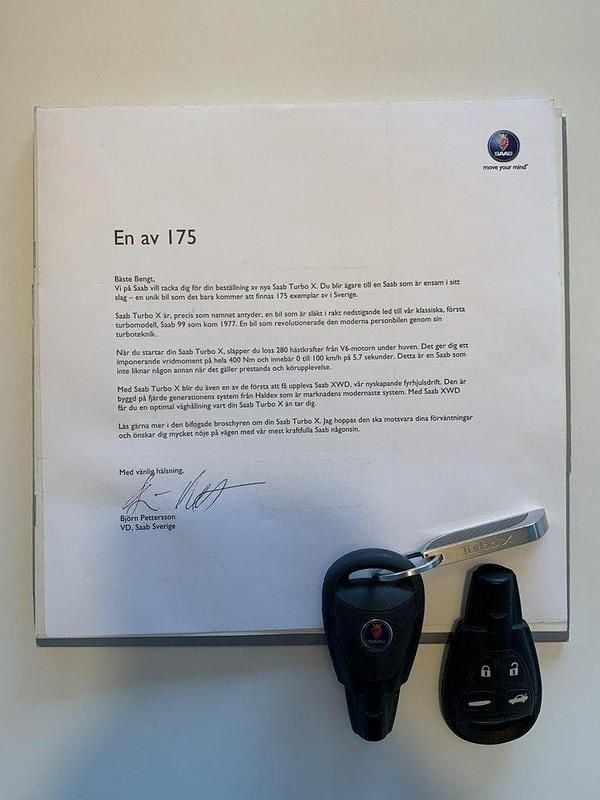 SAAB
move your mind™
En av 175
Bäste Bengt,
Vi på Saab vill tacka dig för din beställning av nya Saab Turbo X. Du blir ägare till en Saab som är ensam i sitt
slag – en unik bil som det bara kommer att finnas 175 exemplar av i Sverige.
Saab Turbo X är, precis som namnet antyder, en bil som är släkt i rakt nedstigande led till vår klassiska, första
turbomodell, Saab 99 som kom 1977. En bil som revolutionerade den moderna personbilen genom sin
turboteknik.
När du startar din Saab Turbo X, släpper du loss 280 hästkrafter från V6-motorn under huven. Det ger dig ett
imponerande vridmoment på hela 400 Nm och innebär 0 till 100 km/h på 5,7 sekunder. Detta är en Saab som
inte liknar någon annan när det gäller prestanda och körupplevelse.
Med Saab Turbo X blir du även en av de första att få uppleva Saab XWD, vår nyskapande fyrhjulsdrift. Den är
byggd på fjärde generationens system från Haldex som är marknadens modernaste system. Med Saab XWD
får du en optimal väghållning vart din Saab Turbo X än tar dig.
Läs gärna mer i den bifogade broschyren om din Saab Turbo X. Jag hoppas den ska motsvara dina förväntningar
och önskar dig mycket nöje på vägen med vår mest kraftfulla Saab någonsin.
Med vänlig hälsning,
Björn Pettersson
VD, Saab Sverige
Turbo X
SAAB